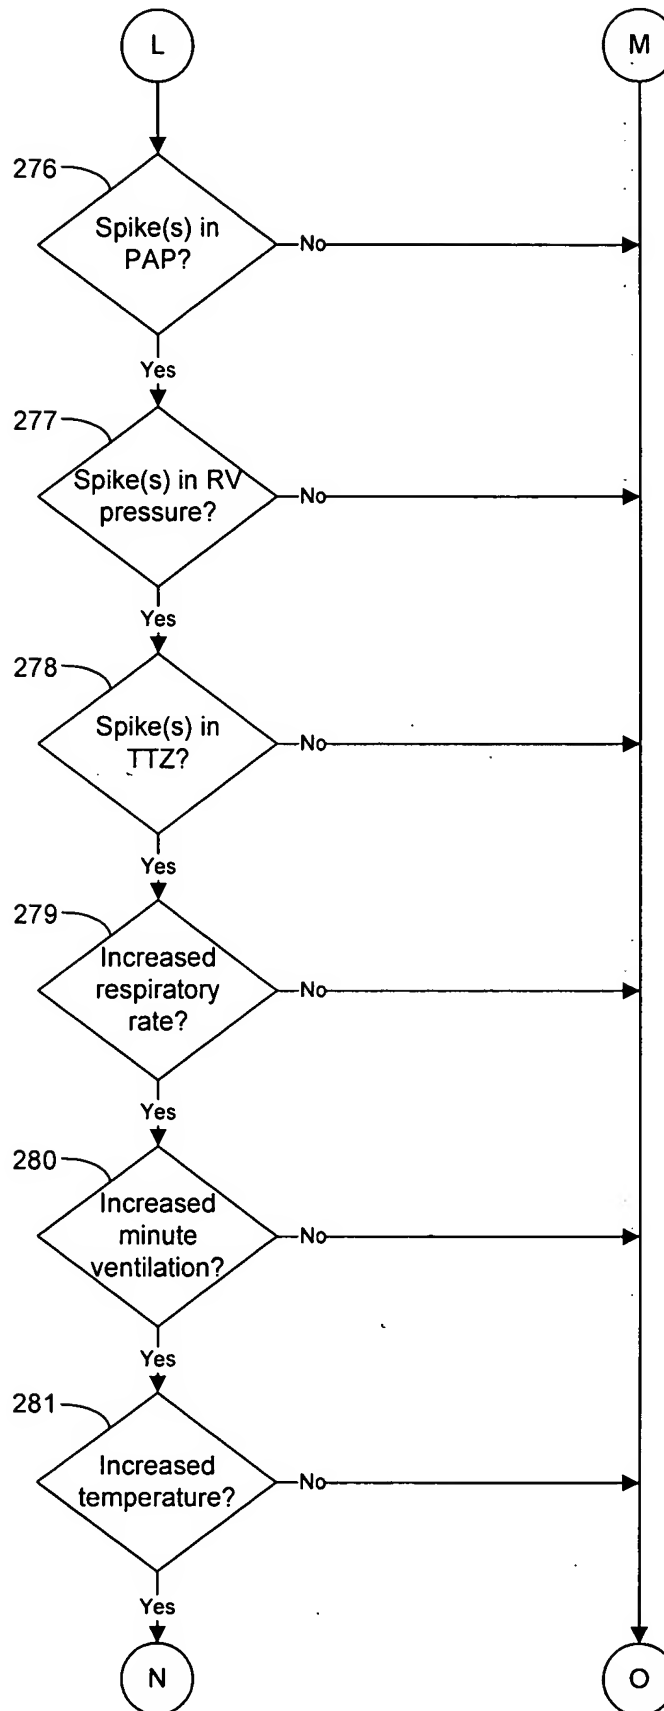 L
M
276
Spike(s) in
PAP?
No
Yes
277
Spike(s) in RV
pressure?
No
Yes
278
Spike(s) in
TTZ?
No
Yes
279
Increased
respiratory
rate?
No
Yes
280
Increased
minute
ventilation?
No
Yes
281
Increased
temperature?
No
Yes
N
O